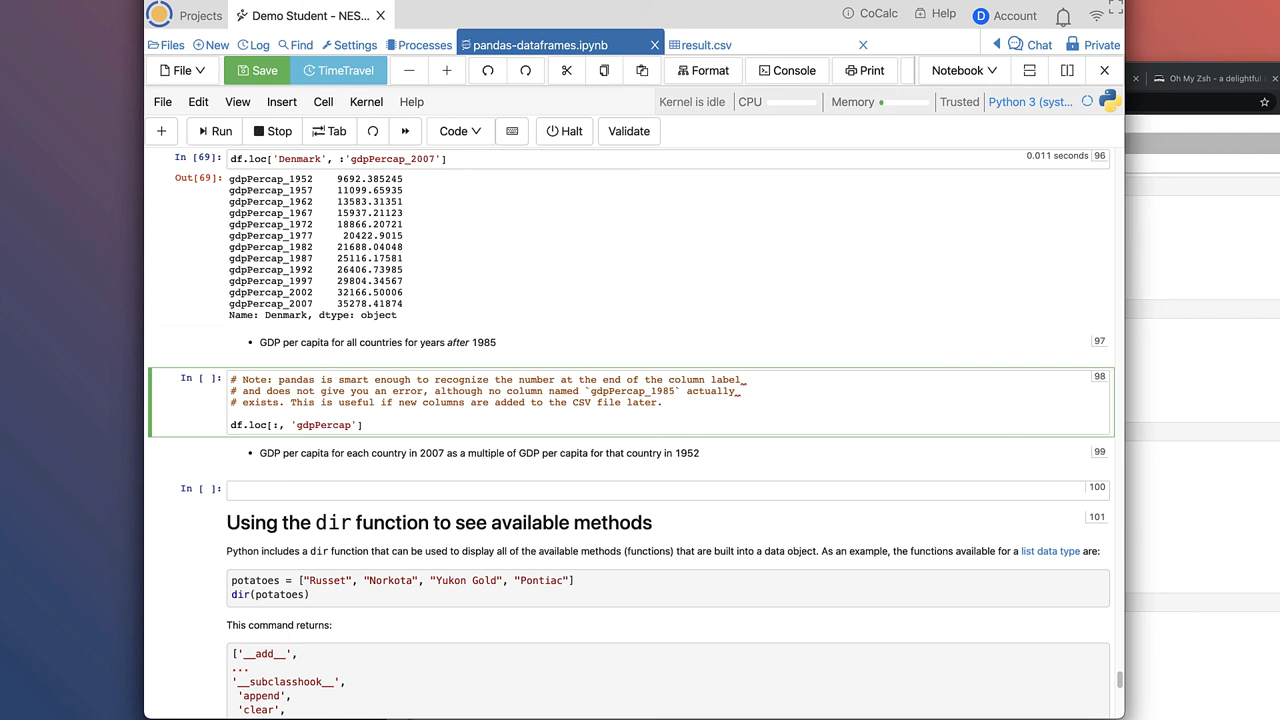 Projects
Demo Student - NES...
CoCalc
Help
Account
Files
New
Log
Find
Settings
Processes
pandas-dataframes.ipynb
result.csv
Chat
Private
Oh My Zsh - a delightful
File
Save
TimeTravel
Format
Console
Print
Notebook
File Edit View Insert Cell Kernel Help
Kernel is idle
CPU
Memory
Trusted
Python 3 (syst...
Run
Stop
Tab
Code
Halt
Validate
In [69]: df.loc['Denmark', :'gdpPercap_2007']
0.011 seconds 96
Out[69]: gdpPercap_1952 9692.385245
gdpPercap_1957 11099.65935
gdpPercap_1962 13583.31351
gdpPercap_1967 15937.21123
gdpPercap_1972 18866.20721
gdpPercap_1977 20422.9015
gdpPercap_1982 21688.04048
gdpPercap_1987 25116.17581
gdpPercap_1992 26406.73985
gdpPercap_1997 29804.34567
gdpPercap_2002 32166.50006
gdpPercap_2007 35278.41874
Name: Denmark, dtype: object
• GDP per capita for all countries for years after 1985
97
In [ ]: # Note: pandas is smart enough to recognize the number at the end of the column label
98
# and does not give you an error, although no column named `gdpPercap_1985` actually
# exists. This is useful if new columns are added to the CSV file later.
df.loc[:, 'gdpPercap']
• GDP per capita for each country in 2007 as a multiple of GDP per capita for that country in 1952
99
In [ ]:
100
Using the dir function to see available methods
101
Python includes a dir function that can be used to display all of the available methods (functions) that are built into a data object. As an example, the functions available for a list data type are:
potatoes = ["Russet", "Norkota", "Yukon Gold", "Pontiac"]
dir(potatoes)
This command returns:
['__add__',
...
'__subclasshook__',
'append',
'clear',